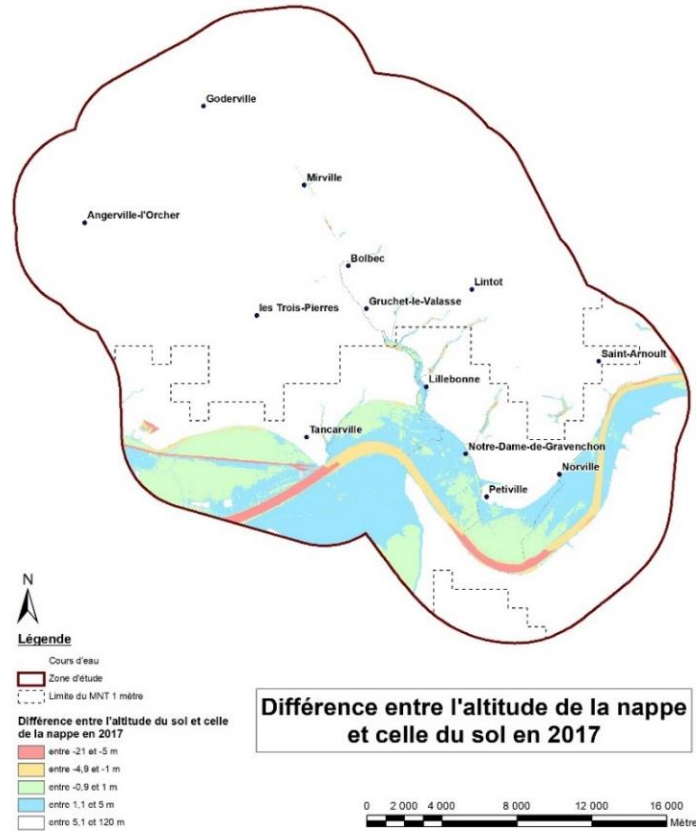 Goderville
Mirville
Angerville-l'Orcher
Bolbec
Lintot
les Trois-Pierres
Gruchet-le-Valasse
Saint-Arnoult
Lillebonne
Tancarville
Notre-Dame-de-Gravenchon
Norville
Petiville
N
Légende
Cours d'eau
Zone d'étude
Limite du MNT 1 mètre
Différence entre l'altitude du sol et celle
de la nappe en 2017
entre -21 et -5 m
entre -4,9 et -1 m
entre -0,9 et 1 m
entre 1,1 et 5 m
entre 5,1 et 120 m
Différence entre l'altitude de la nappe
et celle du sol en 2017
0 2 000 4 000 8 000 12 000 16 000
Mètres